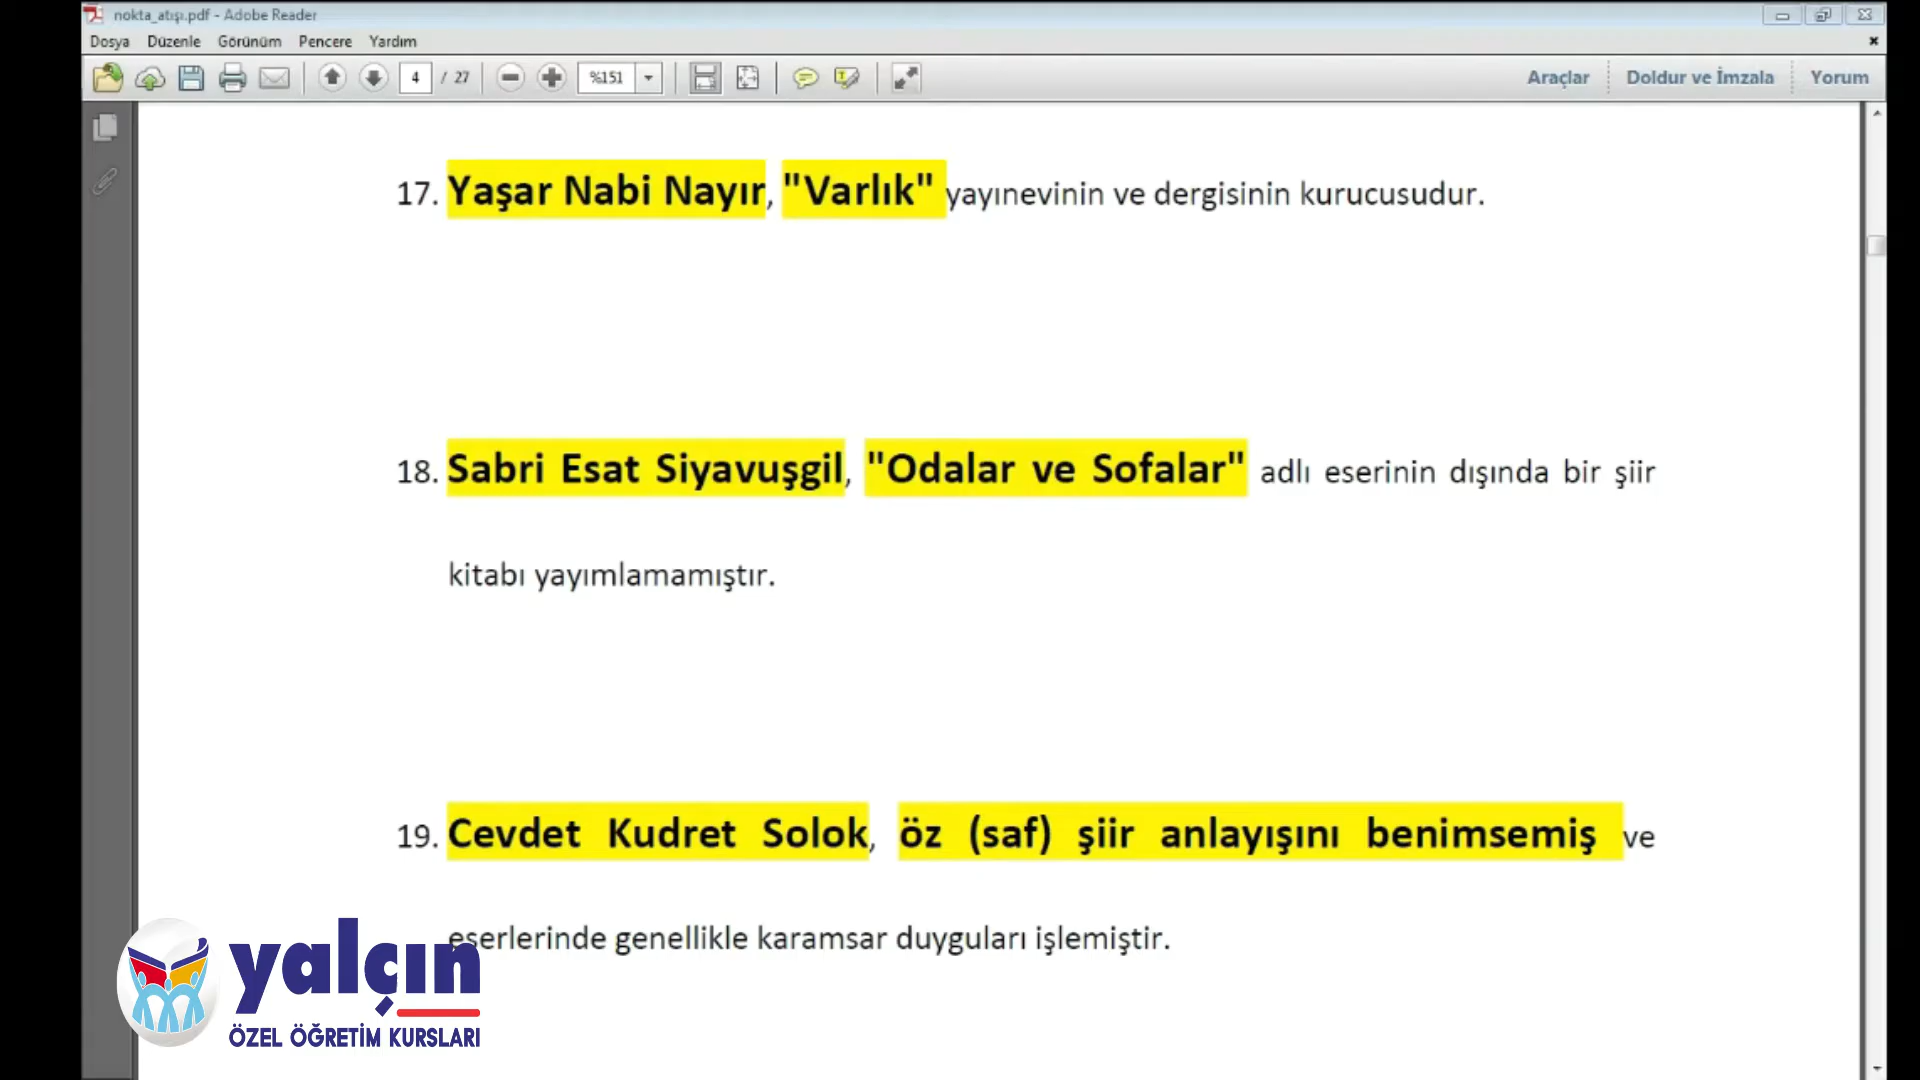 nokta_atışı.pdf - Adobe Reader
Dosya Düzenle Görünüm Pencere Yardım
4 / 27 %151 Araçlar Doldur ve İmzala Yorum
17. Yaşar Nabi Nayır, "Varlık" yayınevinin ve dergisinin kurucusudur.
18. Sabri Esat Siyavuşgil, "Odalar ve Sofalar" adlı eserinin dışında bir şiir
kitabı yayımlamamıştır.
19. Cevdet Kudret Solok, öz (saf) şiir anlayışını benimsemiş ve
eserlerinde genellikle karamsar duyguları işlemiştir.
yalçın
ÖZEL ÖĞRETİM KURSLARI